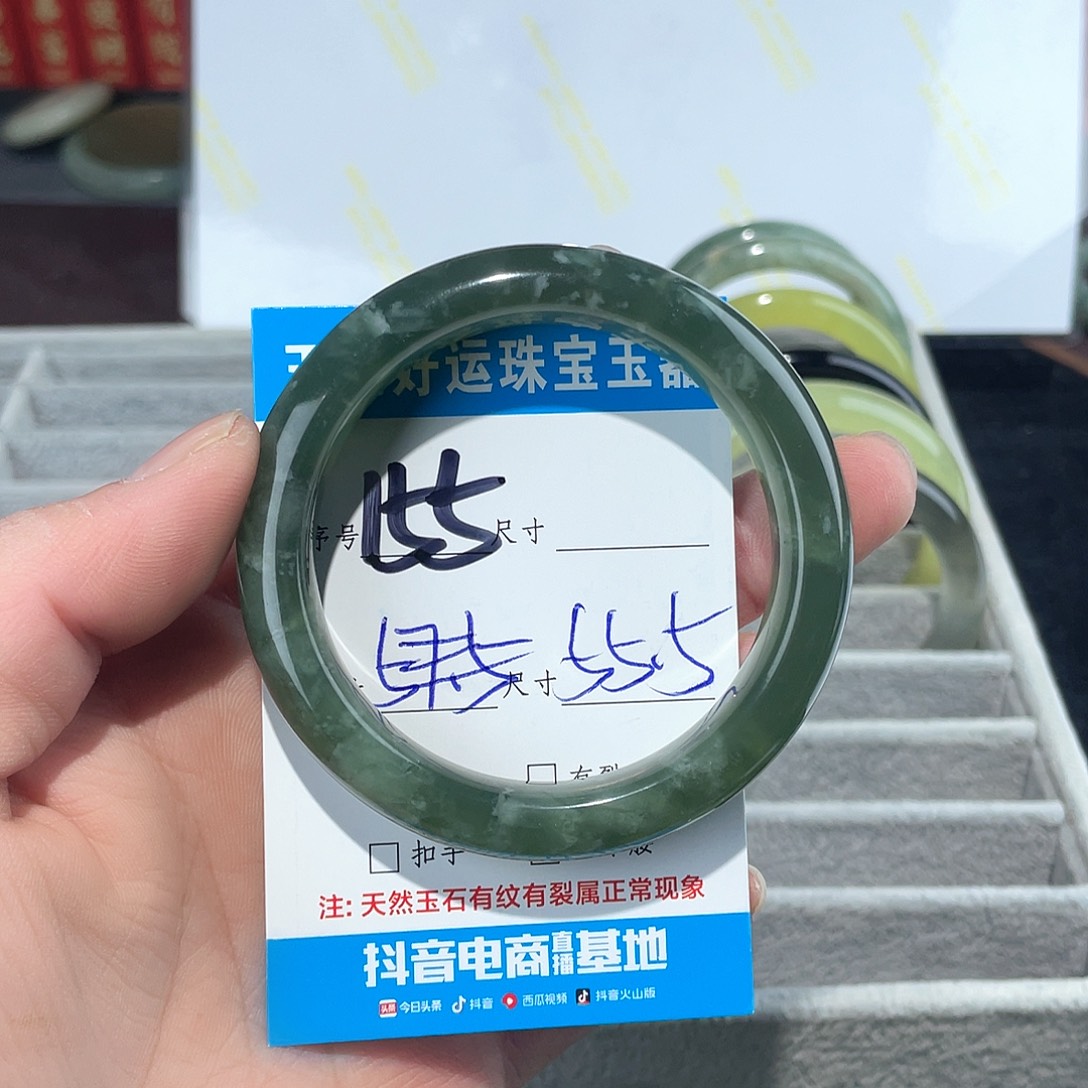 好运珠宝玉器
序号 155 尺寸
尺寸 55.5
有裂
扣手
注: 天然玉石有纹有裂属正常现象
抖音电商直播基地
头条 今日头条 抖音 西瓜视频 抖音火山版